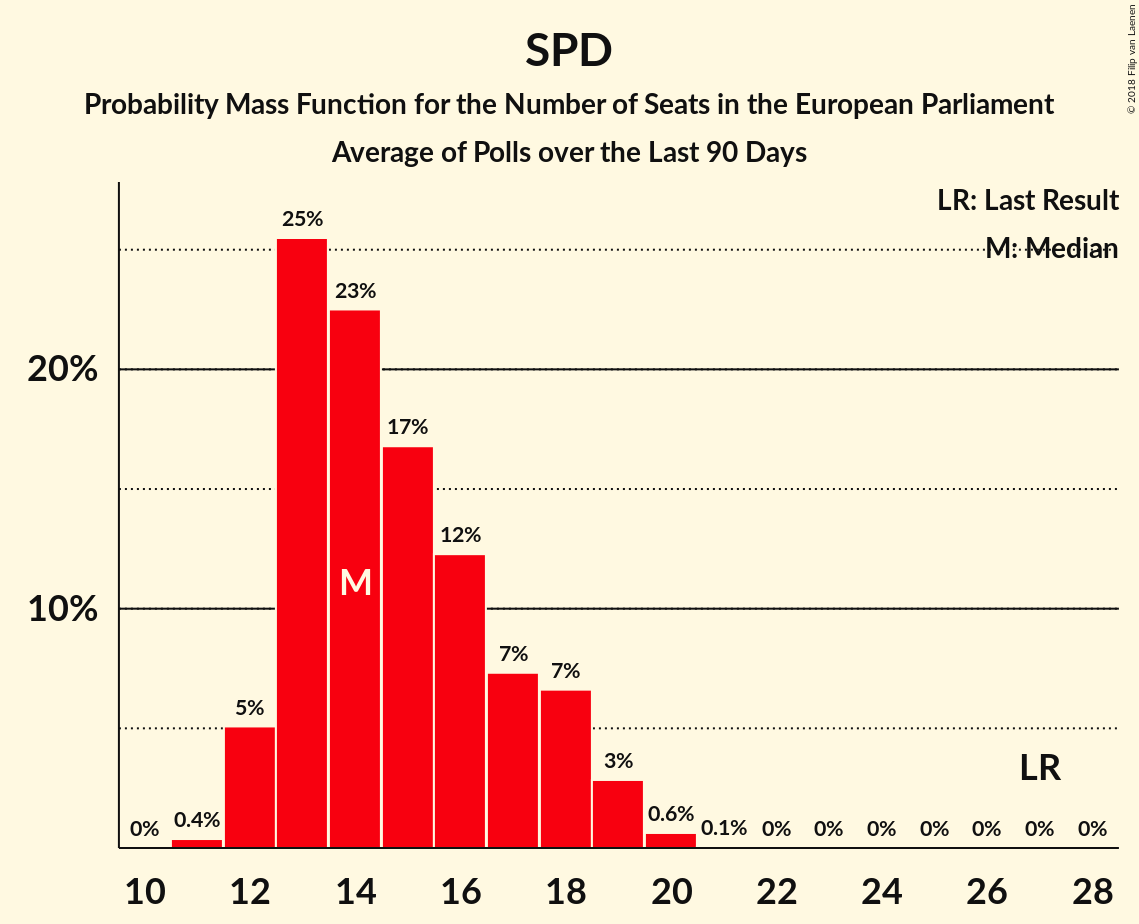 SPD
Probability Mass Function for the Number of Seats in the European Parliament
Average of Polls over the Last 90 Days
© 2018 Filip van Laenen
LR: Last Result
M: Median
20%
10%
0%
0.4%
5%
25%
23%
17%
12%
7%
7%
3%
0.6%
0.1%
0%
0%
0%
0%
0%
0%
0%
M
LR
10 12 14 16 18 20 22 24 26 28